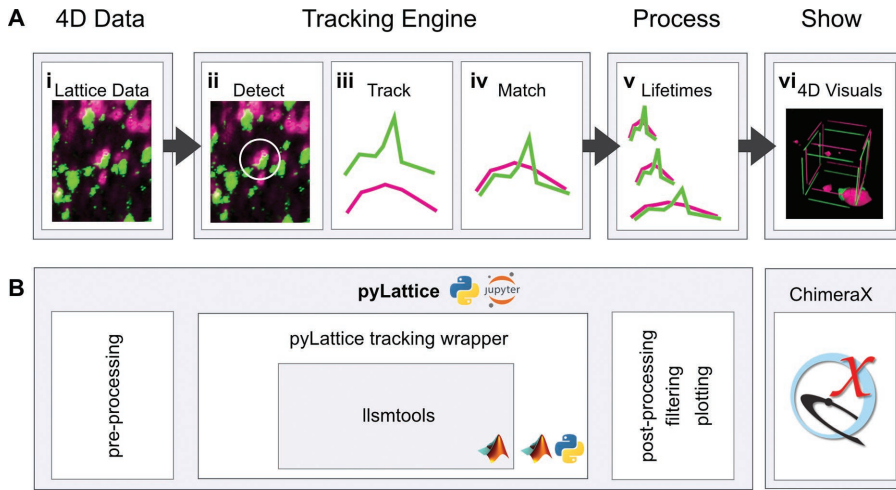 A
4D Data
Tracking Engine
Process
Show
i
Lattice Data
ii
Detect
iii
Track
iv
Match
v
Lifetimes
vi
4D Visuals
B
pyLattice
jupyter
ChimeraX
pre-processing
pyLattice tracking wrapper
llsmtools
post-processing
filtering
plotting
X